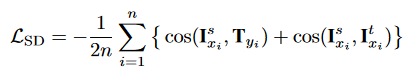 $\mathcal{L}_{\mathrm{SD}} = -\frac{1}{2n} \sum_{i=1}^{n} \left\{ \cos(\mathbf{I}_{x_i}^{s}, \mathbf{T}_{y_i}) + \cos(\mathbf{I}_{x_i}^{s}, \mathbf{I}_{x_i}^{t}) \right\}$